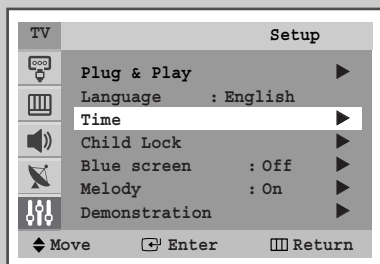 TV Setup
Plug & Play
Language : English
Time
Child Lock
Blue screen : Off
Melody : On
Demonstration
Move Enter Return